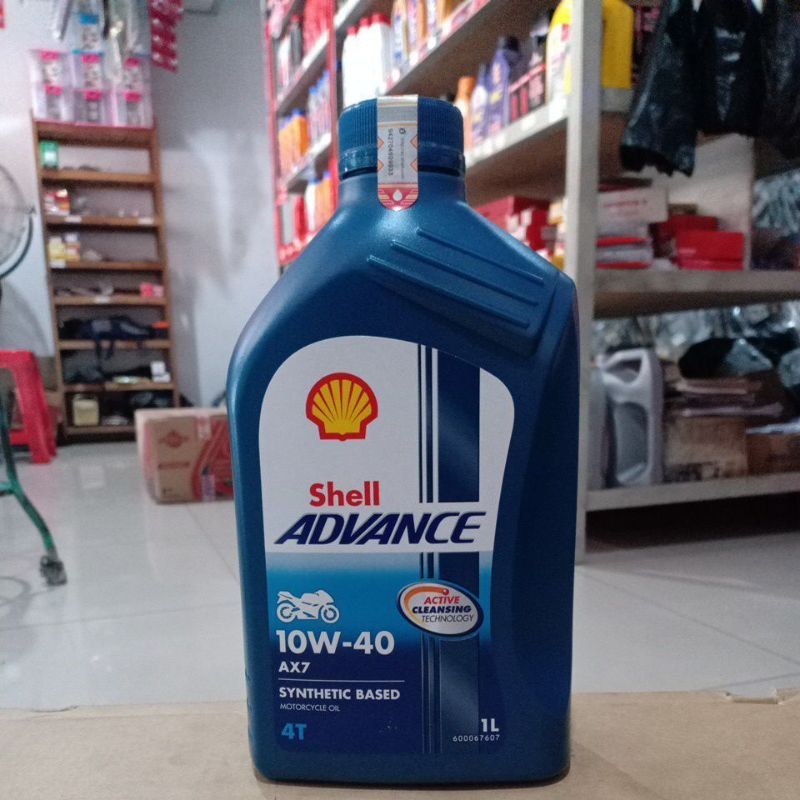 Shell
ADVANCE
ACTIVE
CLEANSING
TECHNOLOGY
10W-40
AX7
SYNTHETIC BASED
MOTORCYCLE OIL
4T
1L
600067607